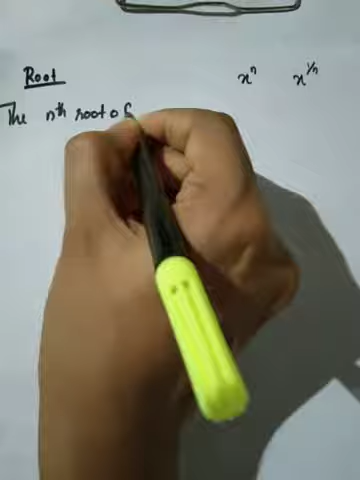 Root xⁿ x^1/n
The nth root of